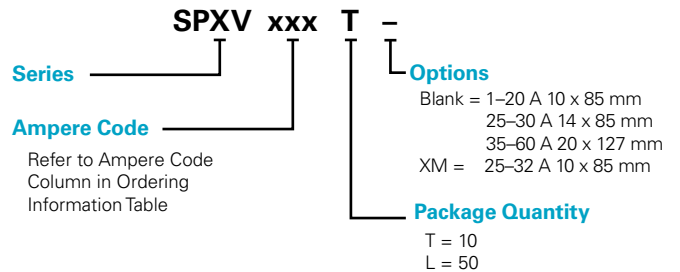 SPXV xxx T –
Series
Ampere Code
Refer to Ampere Code
Column in Ordering
Information Table
Options
Blank = 1–20 A 10 x 85 mm
25–30 A 14 x 85 mm
35–60 A 20 x 127 mm
XM = 25–32 A 10 x 85 mm
Package Quantity
T = 10
L = 50